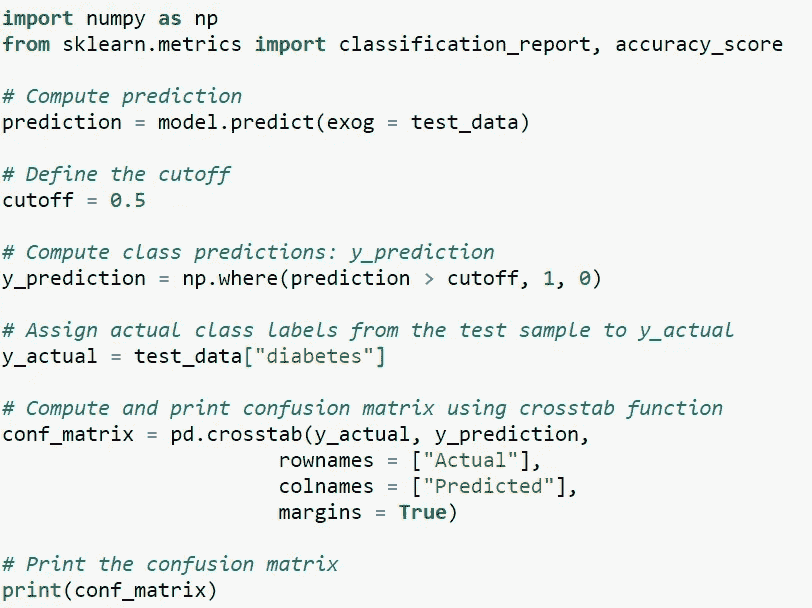 import numpy as np
from sklearn.metrics import classification_report, accuracy_score
# Compute prediction
prediction = model.predict(exog = test_data)
# Define the cutoff
cutoff = 0.5
# Compute class predictions: y_prediction
y_prediction = np.where(prediction > cutoff, 1, 0)
# Assign actual class labels from the test sample to y_actual
y_actual = test_data["diabetes"]
# Compute and print confusion matrix using crosstab function
conf_matrix = pd.crosstab(y_actual, y_prediction,
rownames = ["Actual"],
colnames = ["Predicted"],
margins = True)
# Print the confusion matrix
print(conf_matrix)